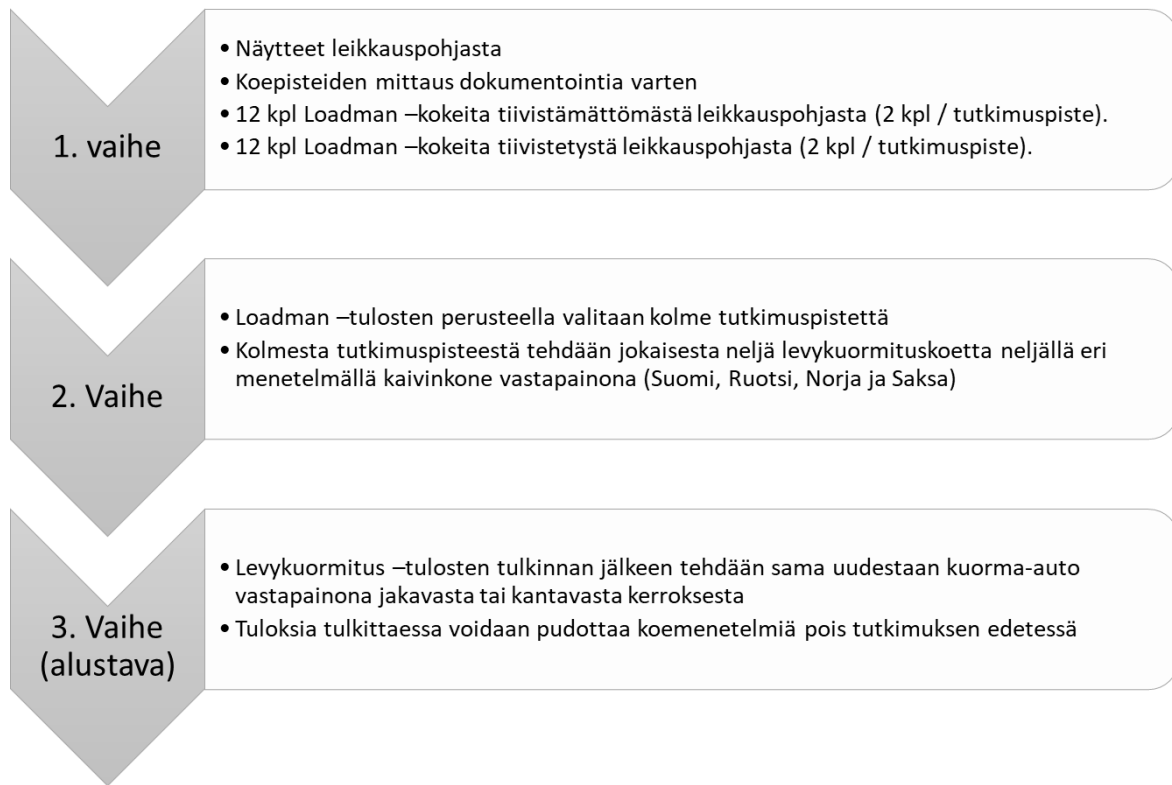 1. vaihe
• Näytteet leikkauspohjasta
• Koepisteiden mittaus dokumentointia varten
• 12 kpl Loadman –kokeita tiivistämättömästä leikkauspohjasta (2 kpl / tutkimuspiste).
• 12 kpl Loadman –kokeita tiivistetystä leikkauspohjasta (2 kpl / tutkimuspiste).
2. Vaihe
• Loadman –tulosten perusteella valitaan kolme tutkimuspistettä
• Kolmesta tutkimuspisteestä tehdään jokaisesta neljä levykuormituskoetta neljällä eri
menetelmällä kaivinkone vastapainona (Suomi, Ruotsi, Norja ja Saksa)
3. Vaihe
(alustava)
• Levykuormitus –tulosten tulkinnan jälkeen tehdään sama uudestaan kuorma-auto
vastapainona jakavasta tai kantavasta kerroksesta
• Tuloksia tulkittaessa voidaan pudottaa koemenetelmiä pois tutkimuksen edetessä